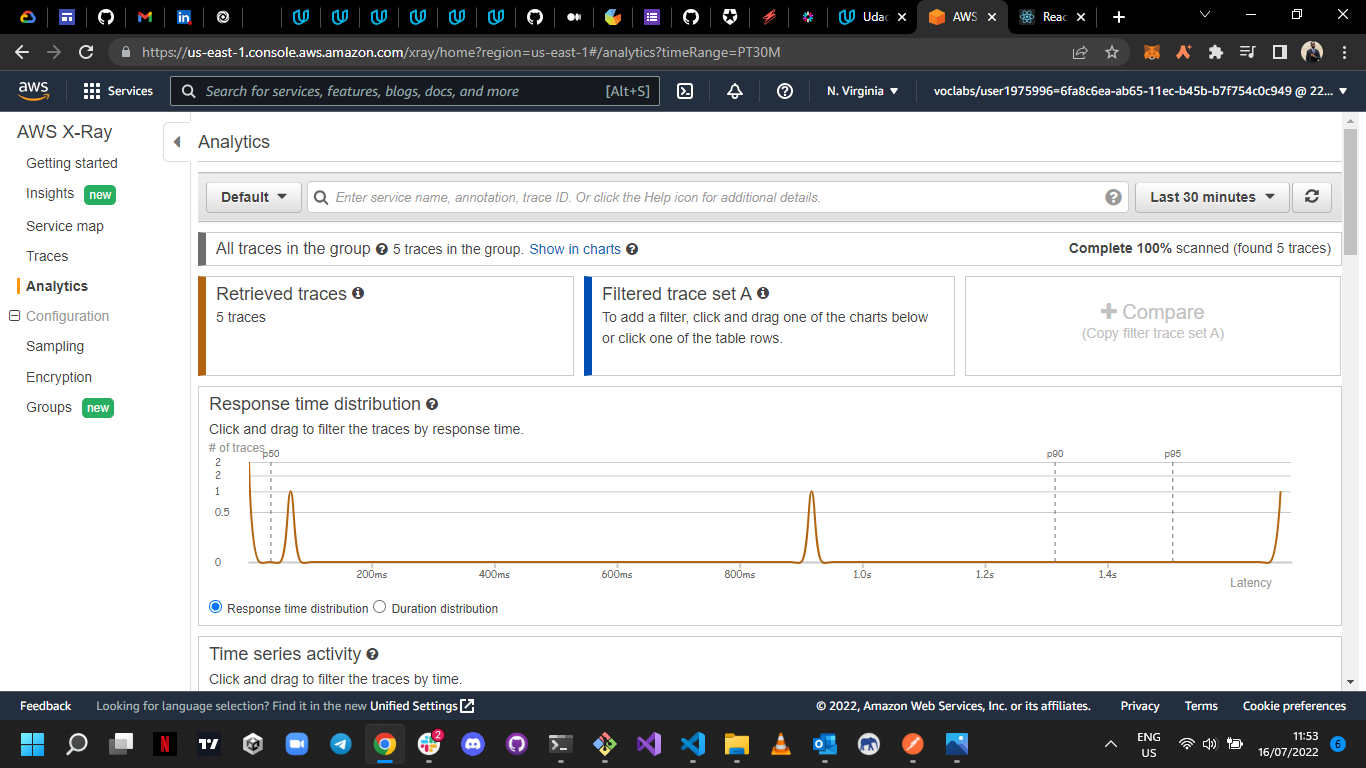 Udac
AWS
Reac
https://us-east-1.console.aws.amazon.com/xray/home?region=us-east-1#/analytics?timeRange=PT30M
aws
Services
Search for services, features, blogs, docs, and more
[Alt+S]
N. Virginia
voclabs/user1975996=6fa8c6ea-ab65-11ec-b45b-b7f754c0c949 @ 22...
AWS X-Ray
Getting started
Insights new
Service map
Traces
Analytics
Configuration
Sampling
Encryption
Groups new
Analytics
Default
Enter service name, annotation, trace ID. Or click the Help icon for additional details.
Last 30 minutes
All traces in the group 5 traces in the group. Show in charts
Complete 100% scanned (found 5 traces)
Retrieved traces
5 traces
Filtered trace set A
To add a filter, click and drag one of the charts below
or click one of the table rows.
Compare
(Copy filter trace set A)
Response time distribution
Click and drag to filter the traces by response time.
# of traces
p50 p90 p95
2
2
1
0.5
0
200ms 400ms 600ms 800ms 1.0s 1.2s 1.4s
Latency
Response time distribution Duration distribution
Time series activity
Click and drag to filter the traces by time.
Feedback
Looking for language selection? Find it in the new Unified Settings
© 2022, Amazon Web Services, Inc. or its affiliates.
Privacy
Terms
Cookie preferences
N
2
ENG
US
11:53
16/07/2022
6